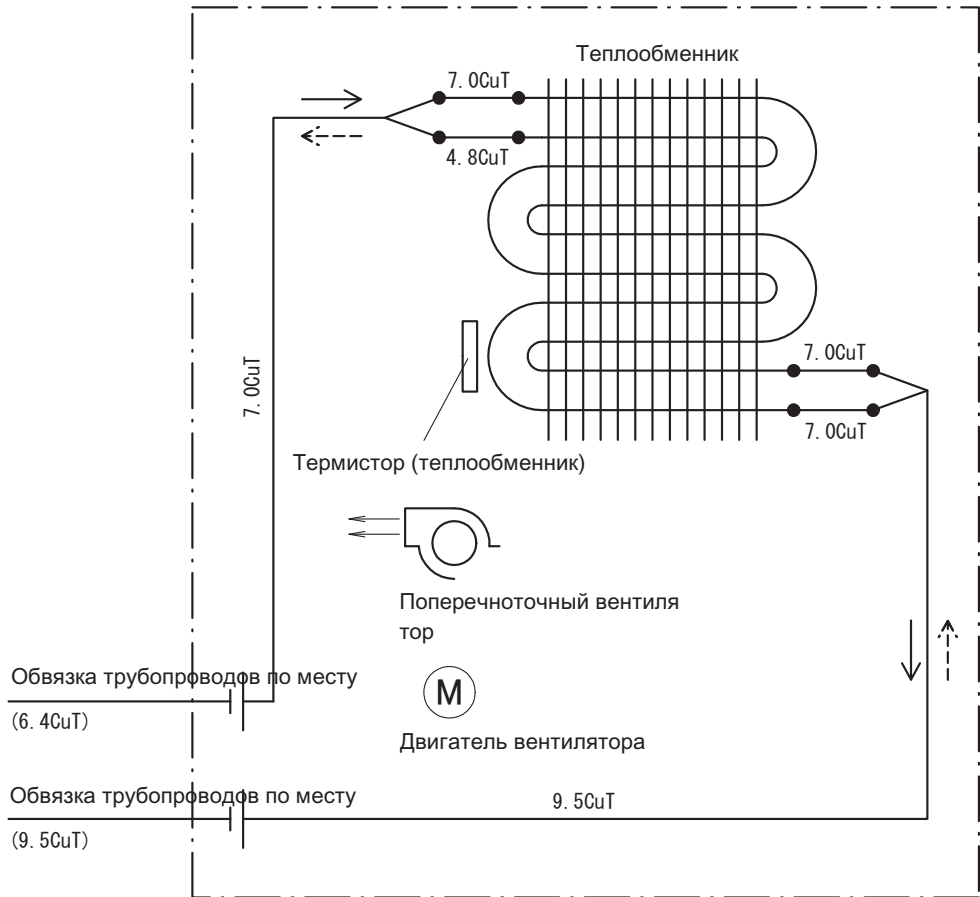 Теплообменник
7.0CuT
4.8CuT
7.0CuT
7.0CuT
7.0CuT
Термистор (теплообменник)
Поперечноточный вентиля
тор
Обвязка трубопроводов по месту
(6.4CuT)
M
Двигатель вентилятора
Обвязка трубопроводов по месту
(9.5CuT)
9.5CuT